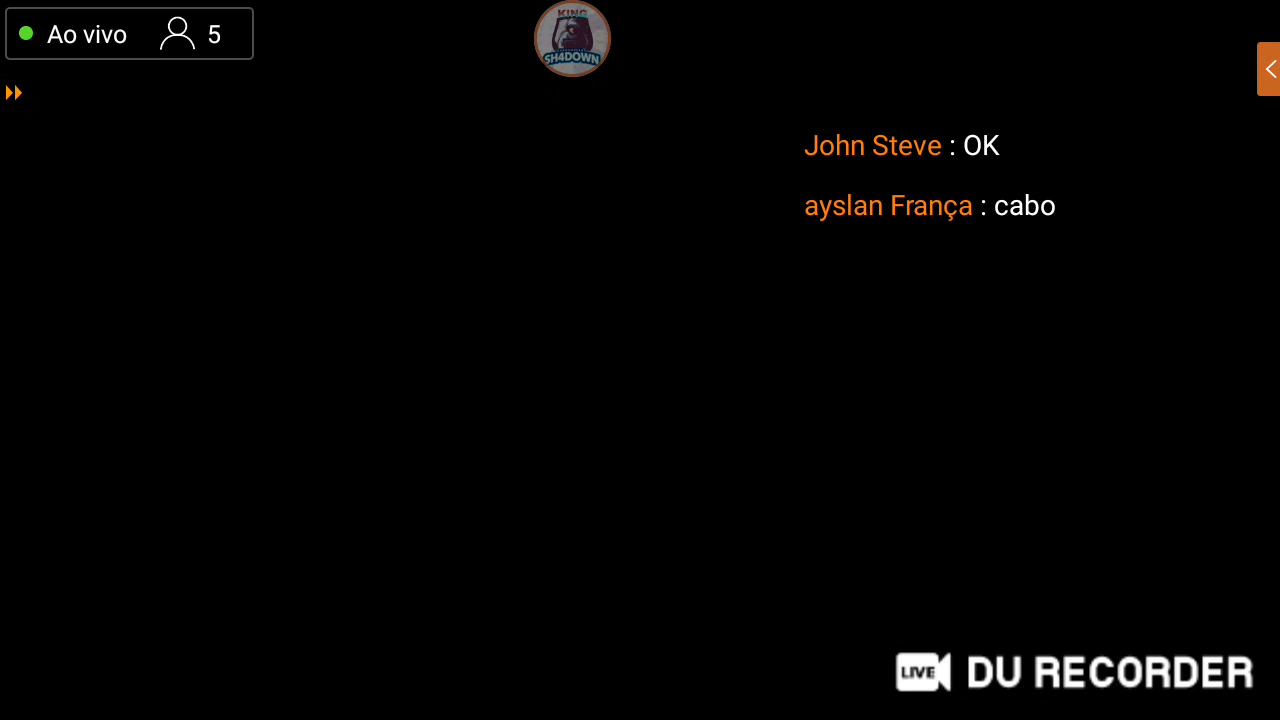 Ao vivo 5
KING
SH4DOWN
John Steve : OK
ayslan França : cabo
LIVE DU RECORDER